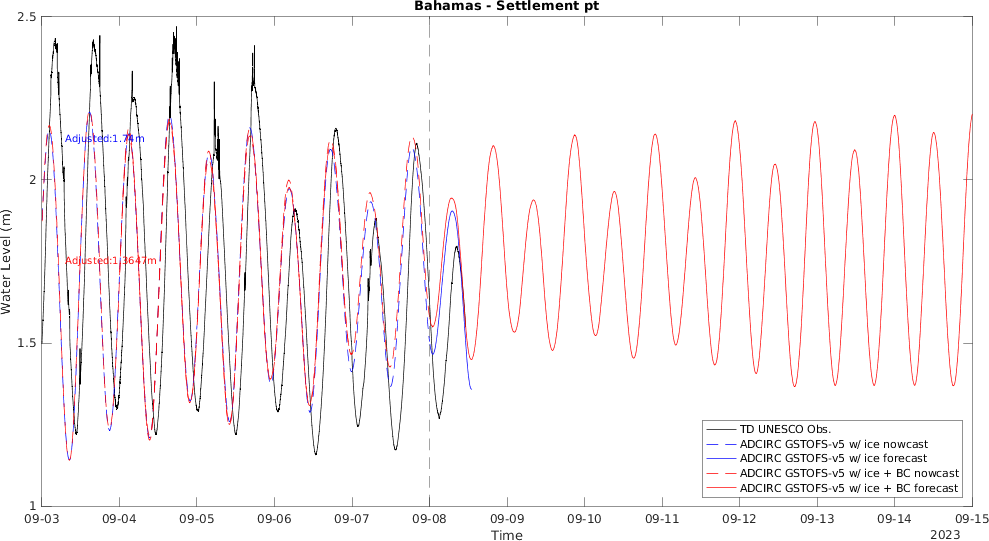 Bahamas - Settlement pt
2.5
2
1.5
1
Water Level (m)
Adjusted:1.74m
Adjusted:1.3647m
TD UNESCO Obs.
ADCIRC GSTOFS-v5 w/ ice nowcast
ADCIRC GSTOFS-v5 w/ ice forecast
ADCIRC GSTOFS-v5 w/ ice + BC nowcast
ADCIRC GSTOFS-v5 w/ ice + BC forecast
09-03 09-04 09-05 09-06 09-07 09-08 09-09 09-10 09-11 09-12 09-13 09-14 09-15
Time
2023